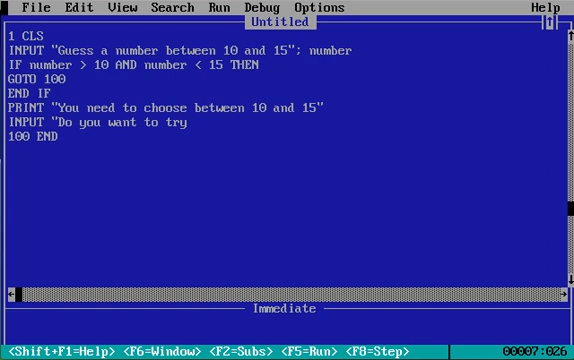 File Edit View Search Run Debug Options Help
Untitled
1 CLS
INPUT "Guess a number between 10 and 15"; number
IF number > 10 AND number < 15 THEN
GOTO 100
END IF
PRINT "You need to choose between 10 and 15"
INPUT "Do you want to try
100 END
Immediate
<Shift+F1=Help> <F6=Window> <F2=Subs> <F5=Run> <F8=Step> 00007:026